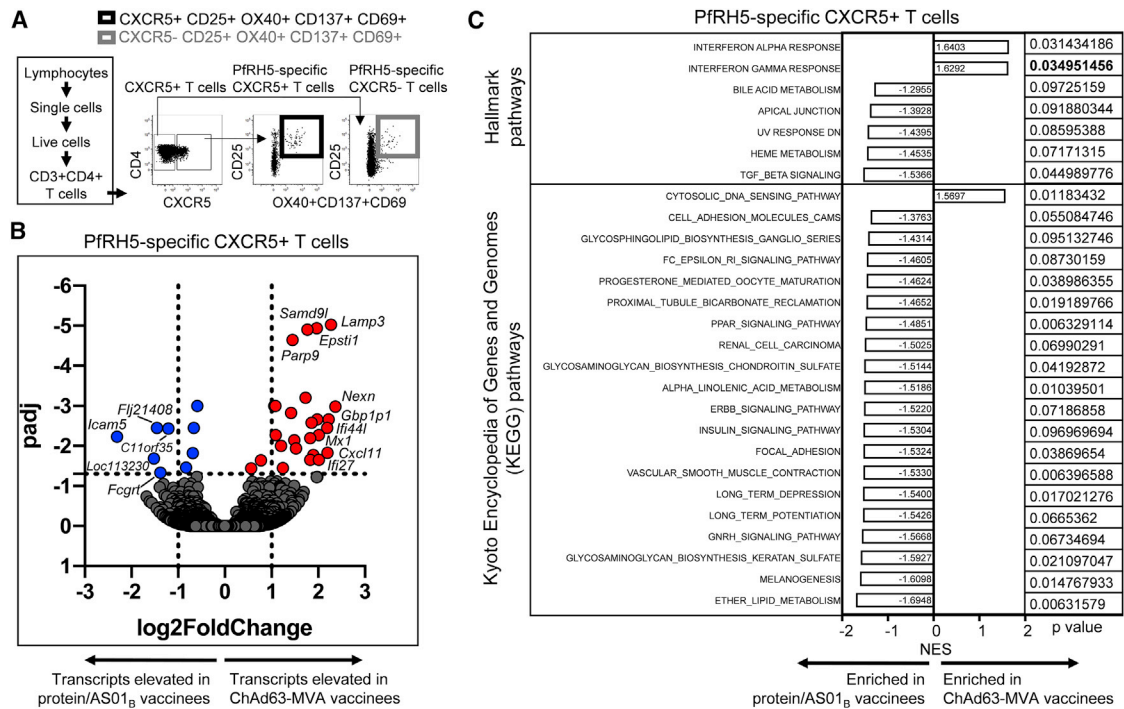 A
CXCR5+ CD25+ OX40+ CD137+ CD69+
CXCR5- CD25+ OX40+ CD137+ CD69+
Lymphocytes
Single cells
Live cells
CD3+CD4+
T cells
CXCR5+ T cells
PfRH5-specific
CXCR5+ T cells
PfRH5-specific
CXCR5- T cells
CD4
CXCR5
CD25
CD25
OX40+CD137+CD69
B
PfRH5-specific CXCR5+ T cells
padj
-6
-5
-4
-3
-2
-1
0
1
Samd9l
Lamp3
Epsti1
Parp9
Nexn
Gbp1p1
Ifi44l
Mx1
Cxcl11
Ifi27
Flj21408
Icam5
C11orf35
Loc113230
Fcgrt
-3 -2 -1 0 1 2 3
log2FoldChange
Transcripts elevated in
protein/AS01B vaccinees
Transcripts elevated in
ChAd63-MVA vaccinees
C
PfRH5-specific CXCR5+ T cells
Hallmark
pathways
INTERFERON ALPHA RESPONSE 1.6403 0.031434186
INTERFERON GAMMA RESPONSE 1.6292 0.034951456
BILE ACID METABOLISM -1.2955 0.09725159
APICAL JUNCTION -1.3928 0.091880344
UV RESPONSE DN -1.4395 0.08595388
HEME METABOLISM -1.4535 0.07171315
TGF_BETA SIGNALING -1.5366 0.044989776
Kyoto Encyclopedia of Genes and Genomes
(KEGG) pathways
CYTOSOLIC_DNA_SENSING_PATHWAY 1.5697 0.01183432
CELL_ADHESION_MOLECULES_CAMS -1.3763 0.055084746
GLYCOSPHINGOLIPID_BIOSYNTHESIS_GANGLIO_SERIES -1.4314 0.095132746
FC_EPSILON_RI_SIGNALING_PATHWAY -1.4605 0.08730159
PROGESTERONE_MEDIATED_OOCYTE_MATURATION -1.4624 0.038986355
PROXIMAL_TUBULE_BICARBONATE_RECLAMATION -1.4652 0.019189766
PPAR_SIGNALING_PATHWAY -1.4851 0.006329114
RENAL_CELL_CARCINOMA -1.5025 0.06990291
GLYCOSAMINOGLYCAN_BIOSYNTHESIS_CHONDROITIN_SULFATE -1.5144 0.04192872
ALPHA_LINOLENIC_ACID_METABOLISM -1.5186 0.01039501
ERBB_SIGNALING_PATHWAY -1.5220 0.07186858
INSULIN_SIGNALING_PATHWAY -1.5304 0.096969694
FOCAL_ADHESION -1.5324 0.03869654
VASCULAR_SMOOTH_MUSCLE_CONTRACTION -1.5330 0.006396588
LONG_TERM_DEPRESSION -1.5400 0.017021276
LONG_TERM_POTENTIATION -1.5426 0.0665362
GNRH_SIGNALING_PATHWAY -1.5668 0.06734694
GLYCOSAMINOGLYCAN_BIOSYNTHESIS_KERATAN_SULFATE -1.5927 0.021097047
MELANOGENESIS -1.6098 0.014767933
ETHER_LIPID_METABOLISM -1.6948 0.00631579
-2 -1 0 1 2 p value
NES
Enriched in
protein/AS01B vaccinees
Enriched in
ChAd63-MVA vaccinees